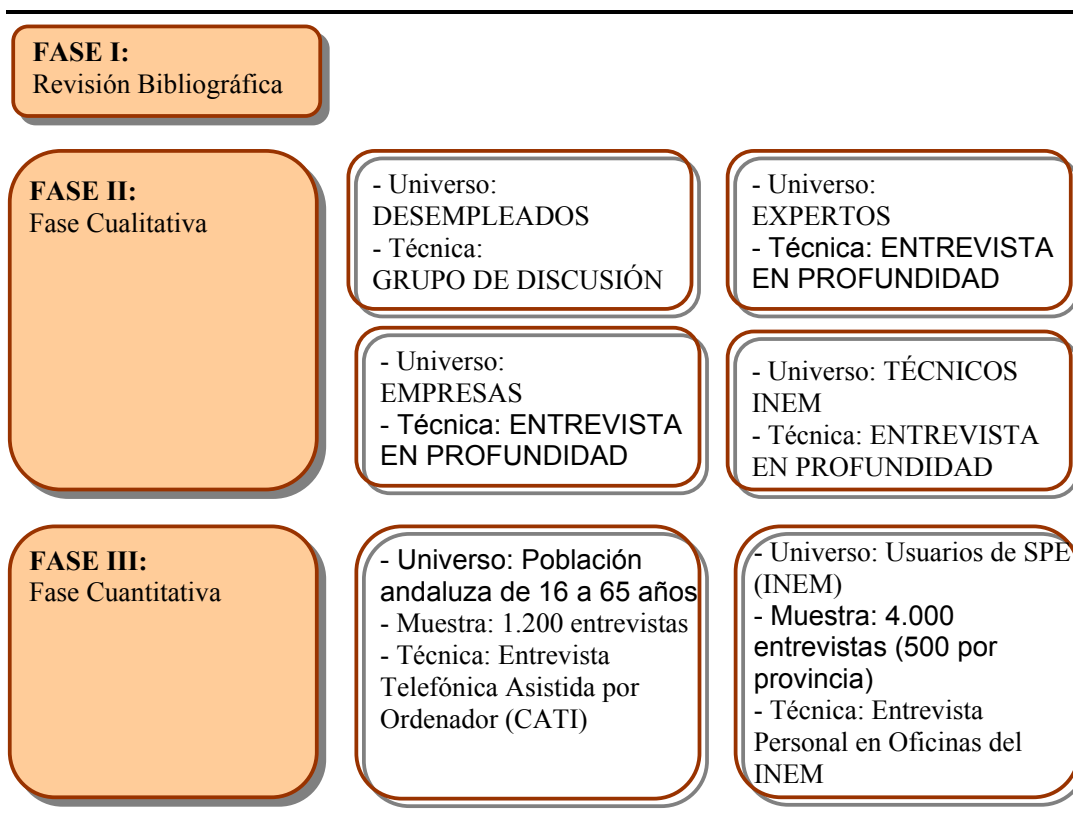 FASE I:
Revisión Bibliográfica
FASE II:
Fase Cualitativa
- Universo:
DESEMPLEADOS
- Técnica:
GRUPO DE DISCUSIÓN
- Universo:
EXPERTOS
- Técnica: ENTREVISTA
EN PROFUNDIDAD
- Universo:
EMPRESAS
- Técnica: ENTREVISTA
EN PROFUNDIDAD
- Universo: TÉCNICOS
INEM
- Técnica: ENTREVISTA
EN PROFUNDIDAD
FASE III:
Fase Cuantitativa
- Universo: Población
andaluza de 16 a 65 años
- Muestra: 1.200 entrevistas
- Técnica: Entrevista
Telefónica Asistida por
Ordenador (CATI)
- Universo: Usuarios de SPE
(INEM)
- Muestra: 4.000
entrevistas (500 por
provincia)
- Técnica: Entrevista
Personal en Oficinas del
INEM